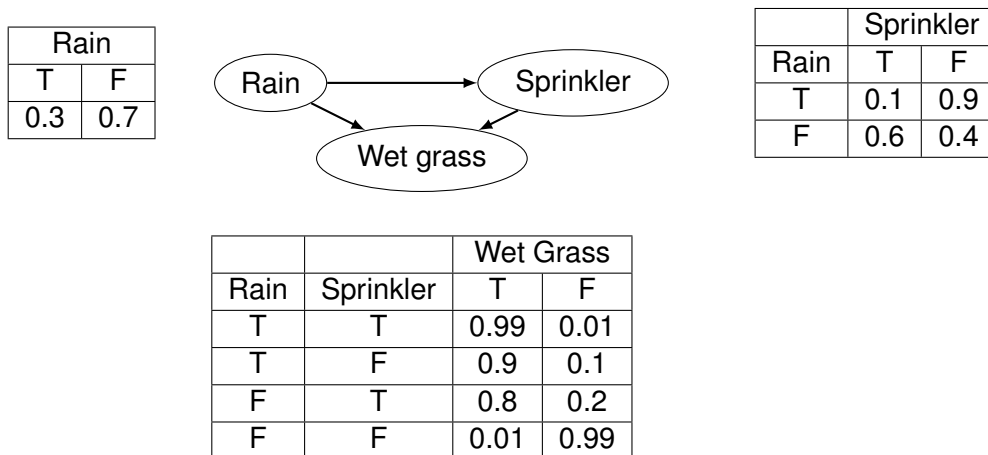 Rain
T F
0.3 0.7
Rain
Sprinkler
Wet grass
Sprinkler
Rain T F
T 0.1 0.9
F 0.6 0.4
Wet Grass
Rain Sprinkler T F
T T 0.99 0.01
T F 0.9 0.1
F T 0.8 0.2
F F 0.01 0.99